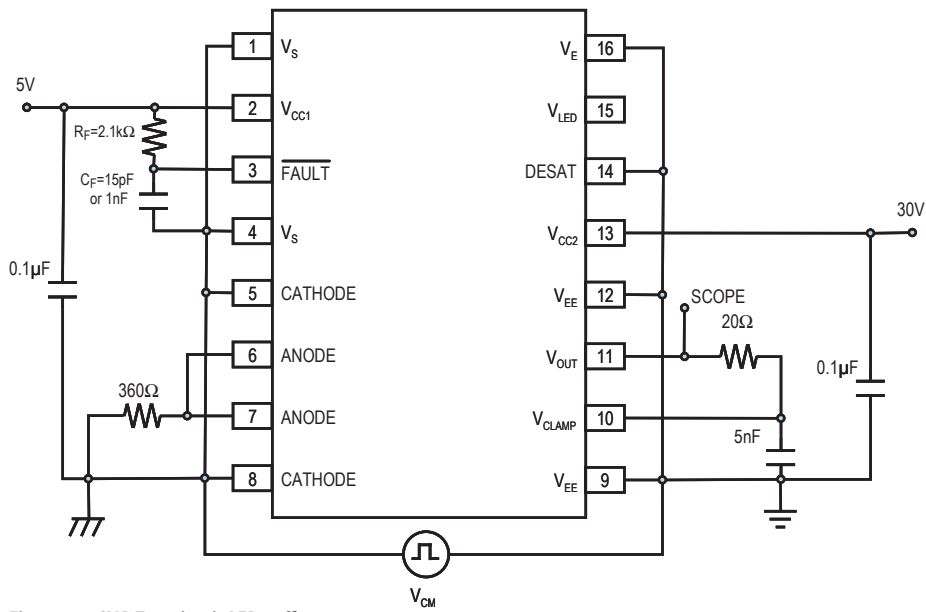 1 V_S
V_E 16
5V
2 V_CC1
V_LED 15
R_F=2.1kΩ
3 FAULT
DESAT 14
C_F=15pF
or 1nF
30V
4 V_S
V_CC2 13
0.1µF
5 CATHODE
V_EE 12
SCOPE
20Ω
6 ANODE
V_OUT 11
0.1µF
360Ω
7 ANODE
V_CLAMP 10
5nF
8 CATHODE
V_EE 9
V_CM